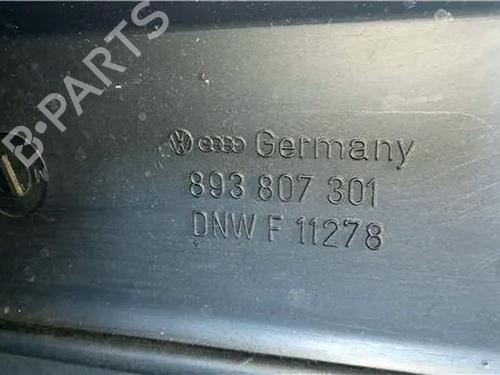 B-PARTS
Germany
893 807 301
DNW F 11278